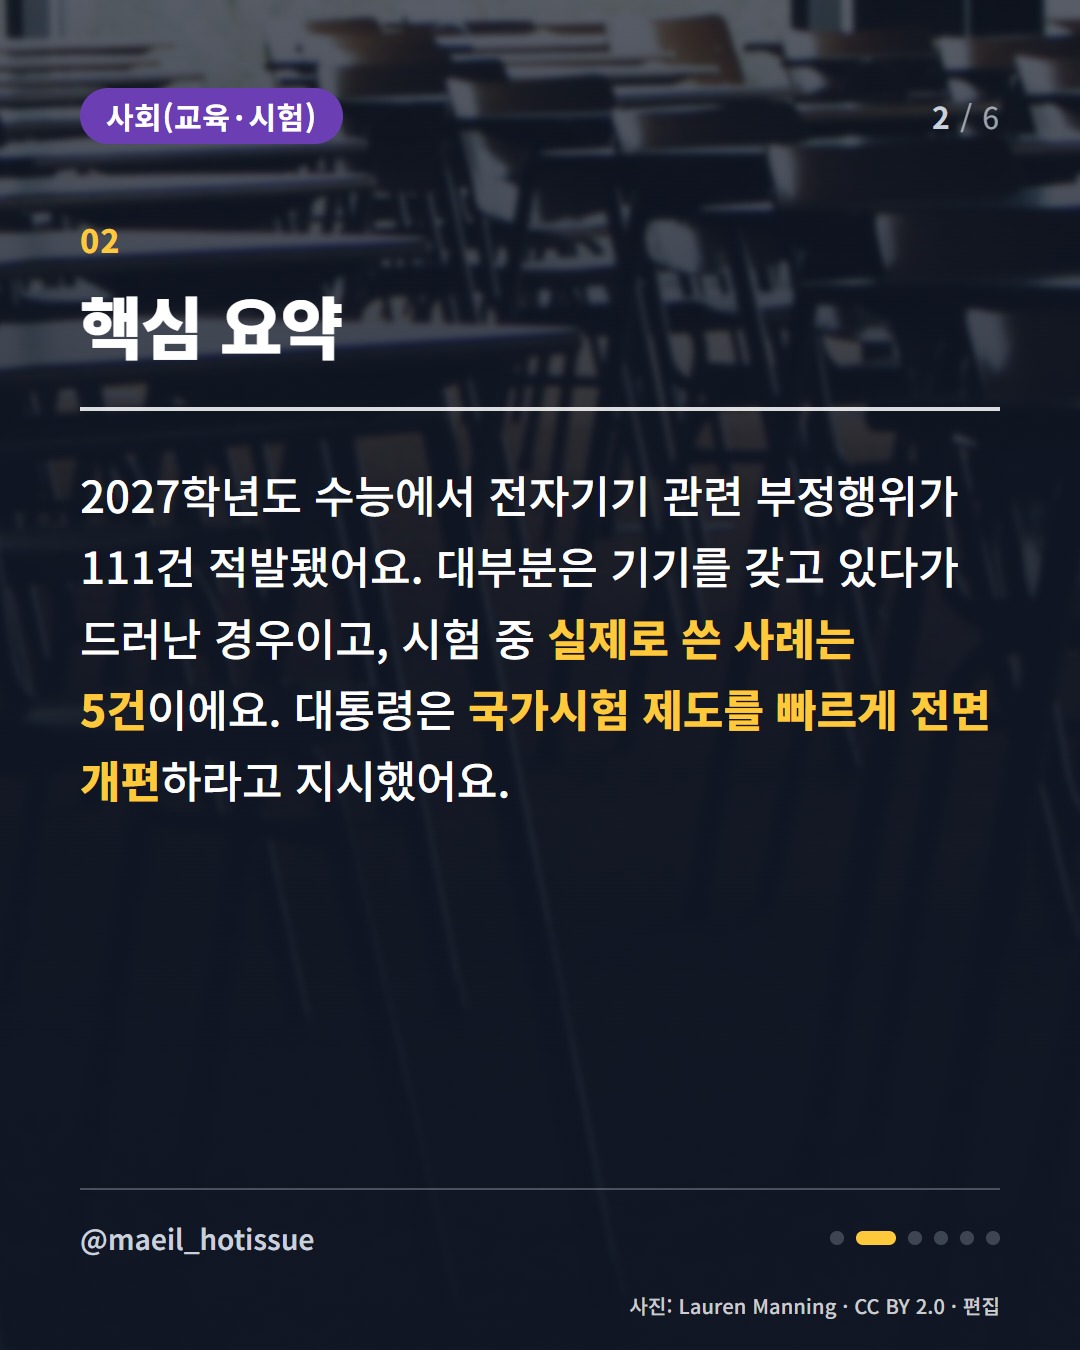 사회(교육·시험)
2 / 6
02
핵심 요약
2027학년도 수능에서 전자기기 관련 부정행위가
111건 적발됐어요. 대부분은 기기를 갖고 있다가
드러난 경우이고, 시험 중 실제로 쓴 사례는
5건이에요. 대통령은 국가시험 제도를 빠르게 전면
개편하라고 지시했어요.
@maeil_hotissue
사진: Lauren Manning · CC BY 2.0 · 편집